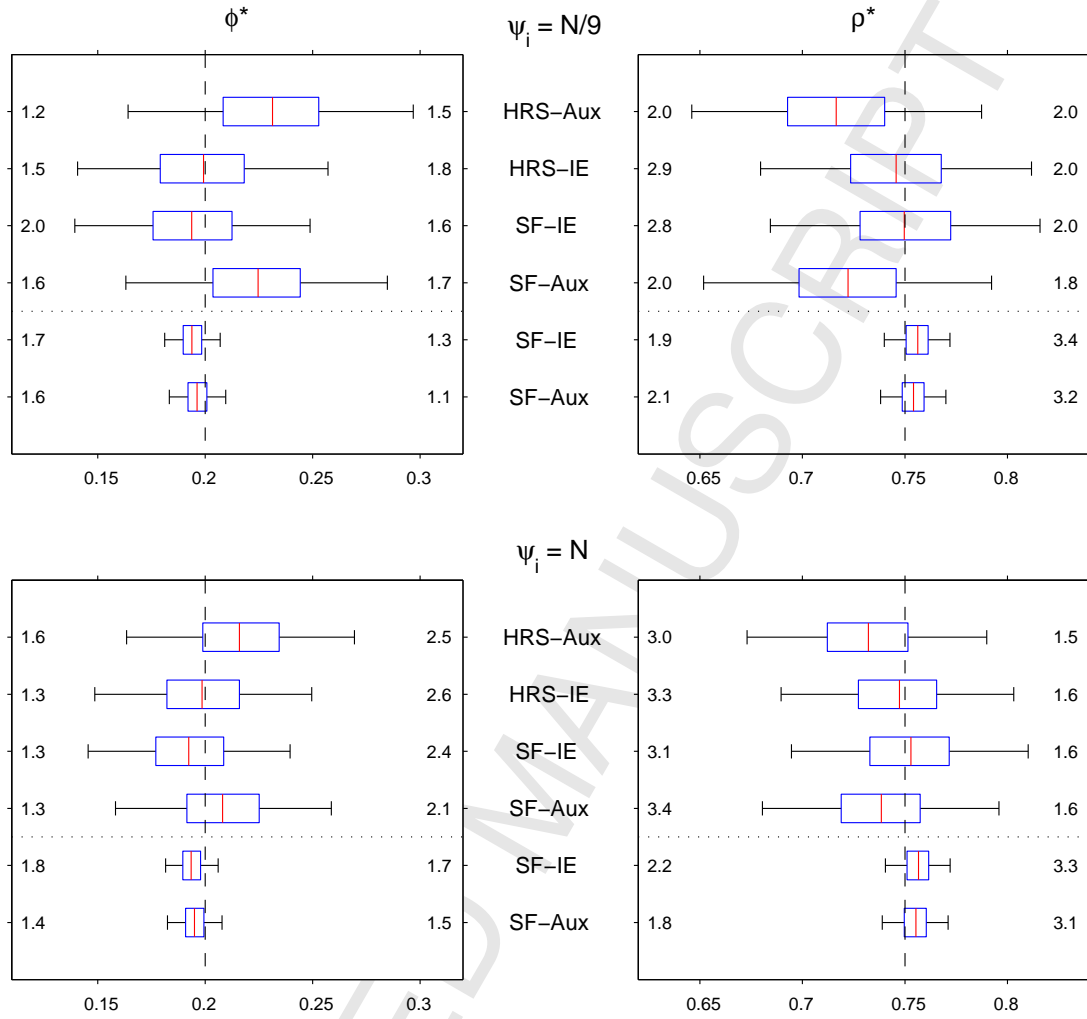 φ* ψi = N/9 ρ*
1.2 1.5 HRS−Aux 2.0 2.0
1.5 1.8 HRS−IE 2.9 2.0
2.0 1.6 SF−IE 2.8 2.0
1.6 1.7 SF−Aux 2.0 1.8
1.7 1.3 SF−IE 1.9 3.4
1.6 1.1 SF−Aux 2.1 3.2
0.15 0.2 0.25 0.3 0.65 0.7 0.75 0.8
ψi = N
1.6 2.5 HRS−Aux 3.0 1.5
1.3 2.6 HRS−IE 3.3 1.6
1.3 2.4 SF−IE 3.1 1.6
1.3 2.1 SF−Aux 3.4 1.6
1.8 1.7 SF−IE 2.2 3.3
1.4 1.5 SF−Aux 1.8 3.1
0.15 0.2 0.25 0.3 0.65 0.7 0.75 0.8
ED MANUSCRIPT